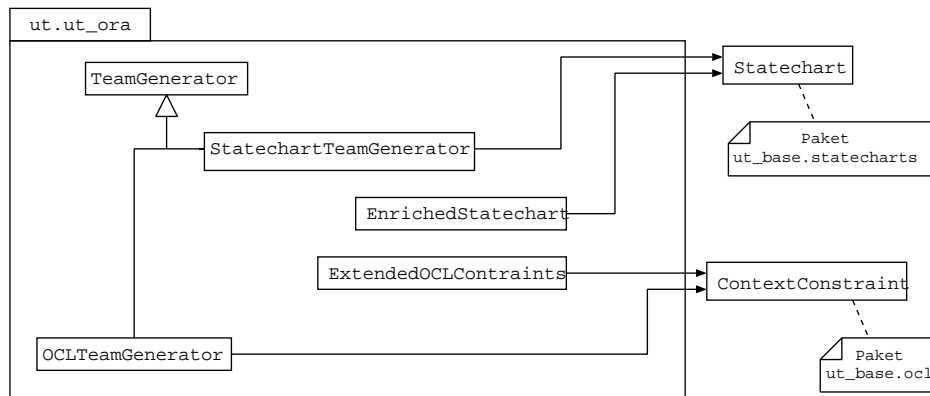 ut.ut_ora
TeamGenerator
Statechart
Paket
ut_base.statecharts
StatechartTeamGenerator
EnrichedStatechart
ExtendedOCLContraints
ContextConstraint
OCLTeamGenerator
Paket
ut_base.ocl